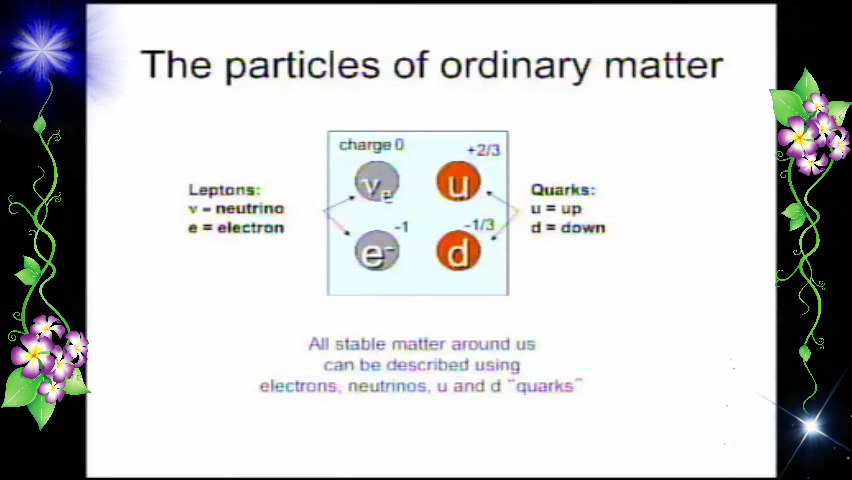 The particles of ordinary matter
charge 0
+2/3
νe
u
Leptons:
ν – neutrino
e = electron
Quarks:
u = up
d = down
-1
-1/3
e-
d
All stable matter around us
can be described using
electrons, neutrinos, u and d "quarks"